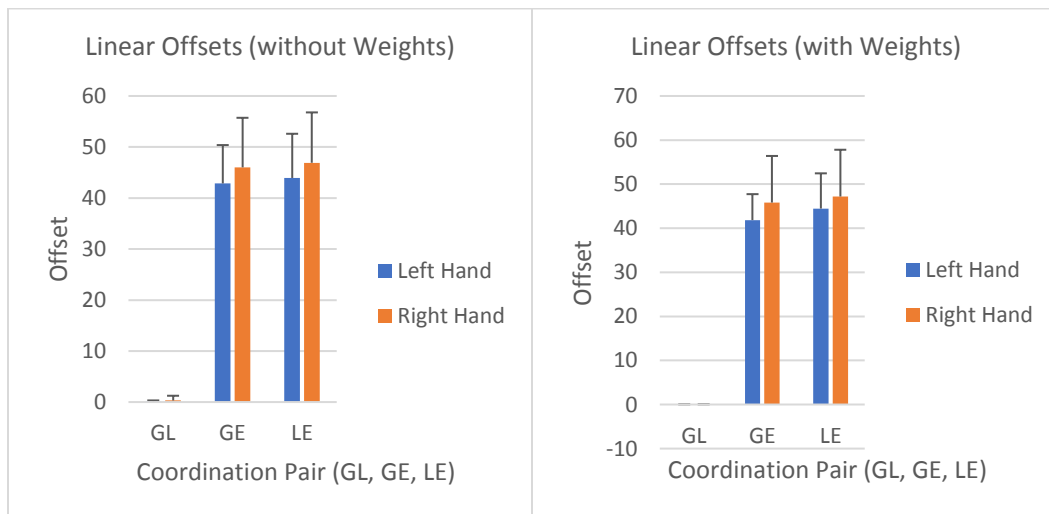 Linear Offsets (without Weights)
60
50
40
30
20
10
0
Offset
GL
GE
LE
Coordination Pair (GL, GE, LE)
Left Hand
Right Hand
Linear Offsets (with Weights)
70
60
50
40
30
20
10
0
-10
Offset
GL
GE
LE
Coordination Pair (GL, GE, LE)
Left Hand
Right Hand